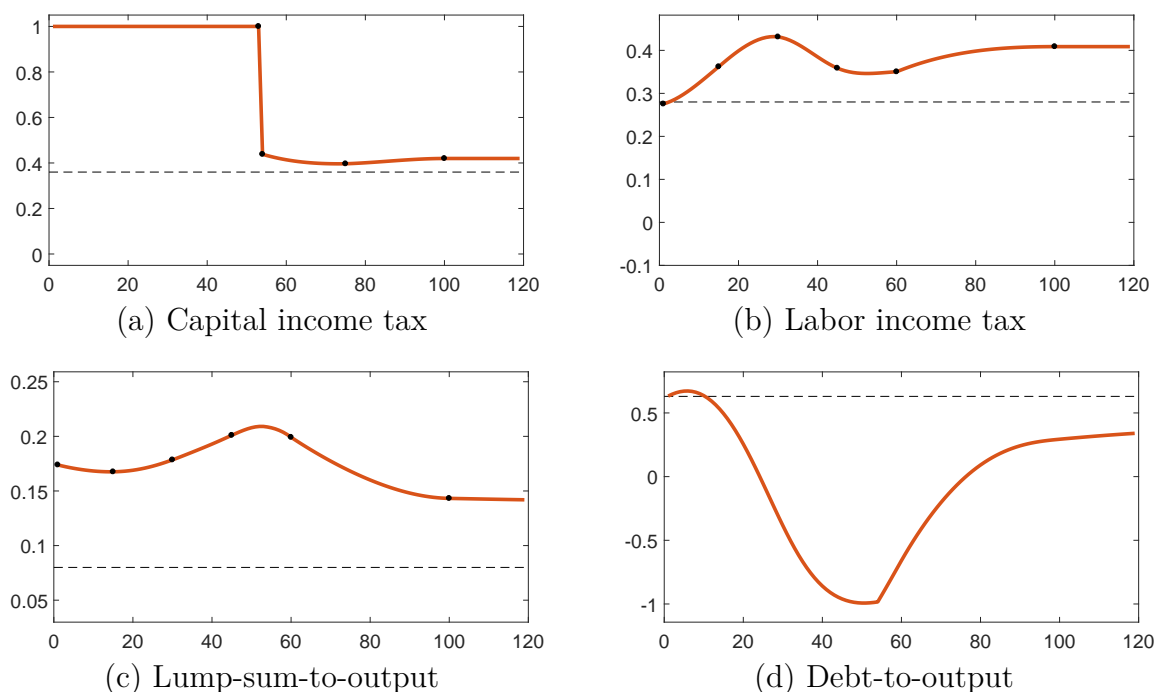 1
0.8
0.6
0.4
0.2
0
0 20 40 60 80 100 120
(a) Capital income tax
0.4
0.3
0.2
0.1
0
-0.1
0 20 40 60 80 100 120
(b) Labor income tax
0.25
0.2
0.15
0.1
0.05
0 20 40 60 80 100 120
(c) Lump-sum-to-output
0.5
0
-0.5
-1
0 20 40 60 80 100 120
(d) Debt-to-output